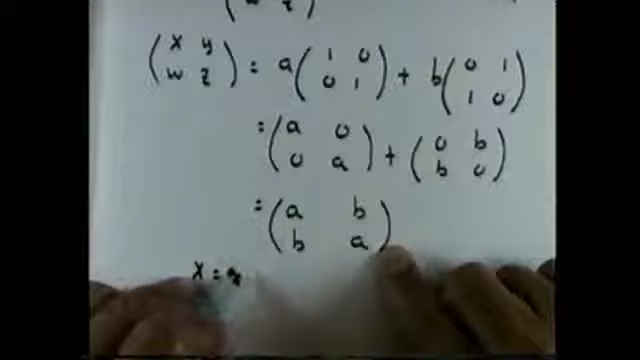 (x y
w z) = a(1 0
0 1) + b(0 1
1 0)
= (a 0
0 a) + (0 b
b 0)
= (a b
b a)
x = a